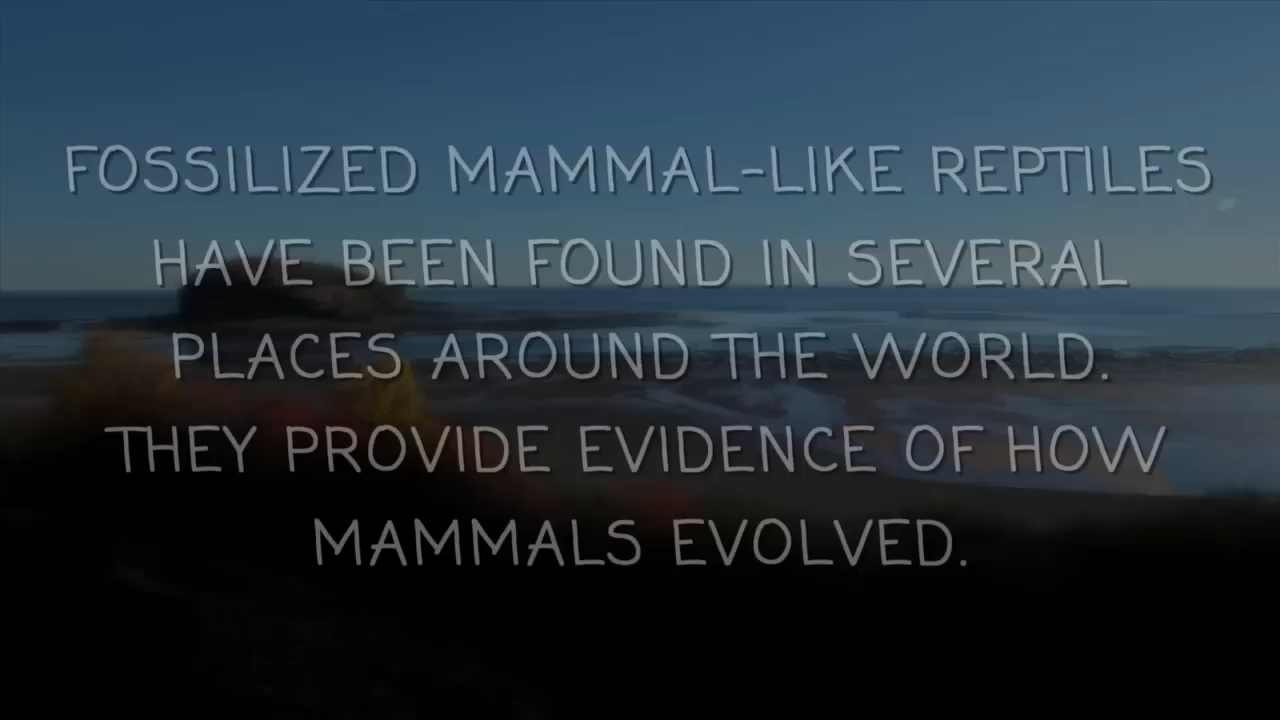 FOSSILIZED MAMMAL-LIKE REPTILES
HAVE BEEN FOUND IN SEVERAL
PLACES AROUND THE WORLD.
THEY PROVIDE EVIDENCE OF HOW
MAMMALS EVOLVED.